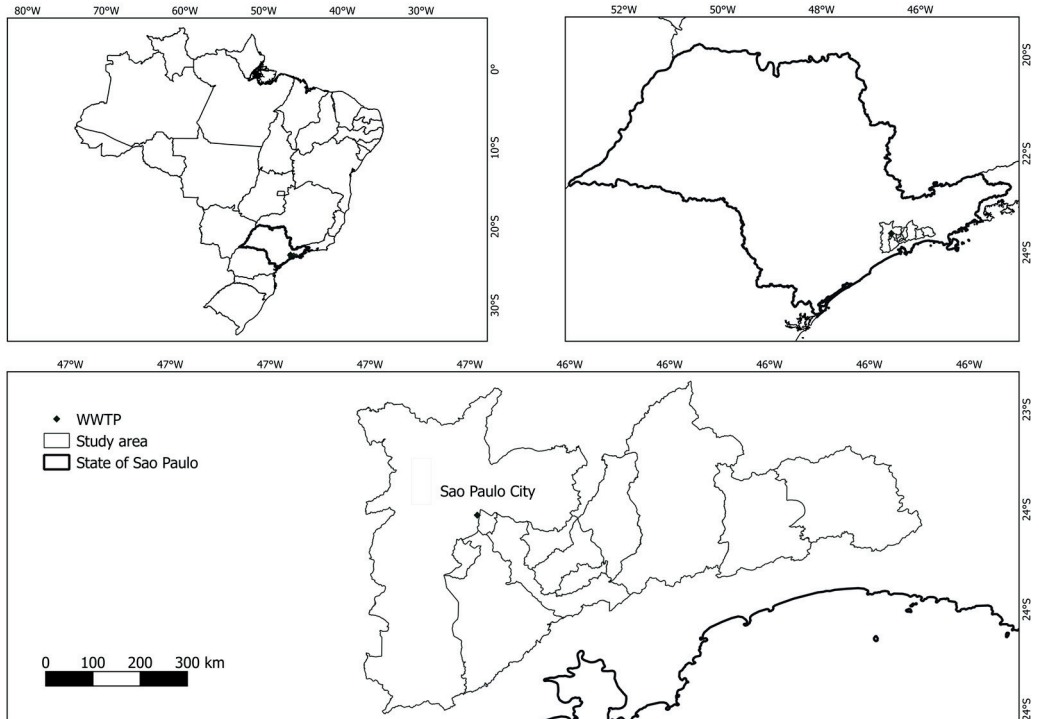 80°W 70°W 60°W 50°W 40°W 30°W
0°
10°S
20°S
30°S
52°W 50°W 48°W 46°W
20°S
22°S
24°S
47°W 47°W 47°W 47°W 47°W 46°W 46°W 46°W 46°W 46°W
23°S
24°S
24°S
24°S
WWTP
Study area
State of Sao Paulo
Sao Paulo City
0 100 200 300 km